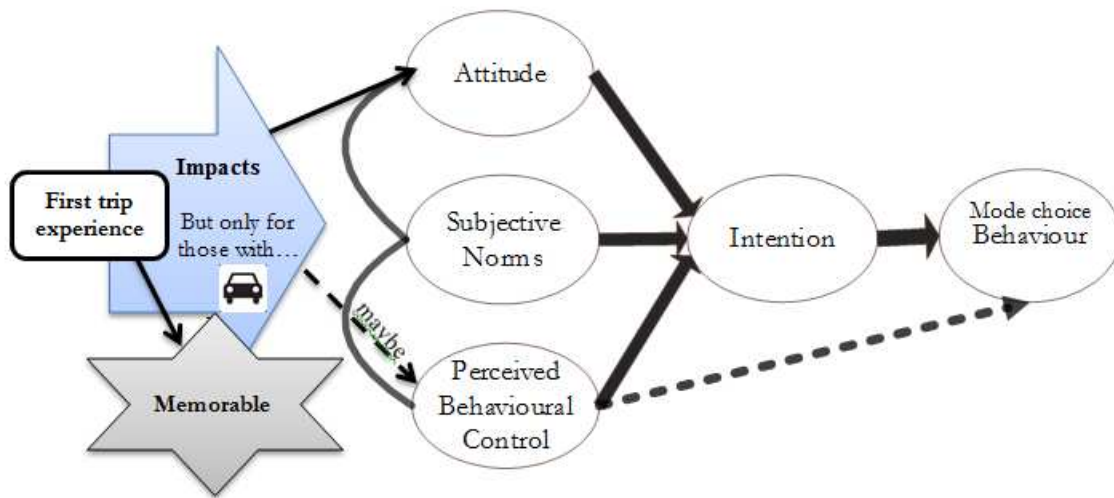 Attitude
Impacts
First trip
experience
But only for
those with...
Subjective
Norms
Intention
Mode choice
Behaviour
maybe
Perceived
Behavioural
Control
Memorable